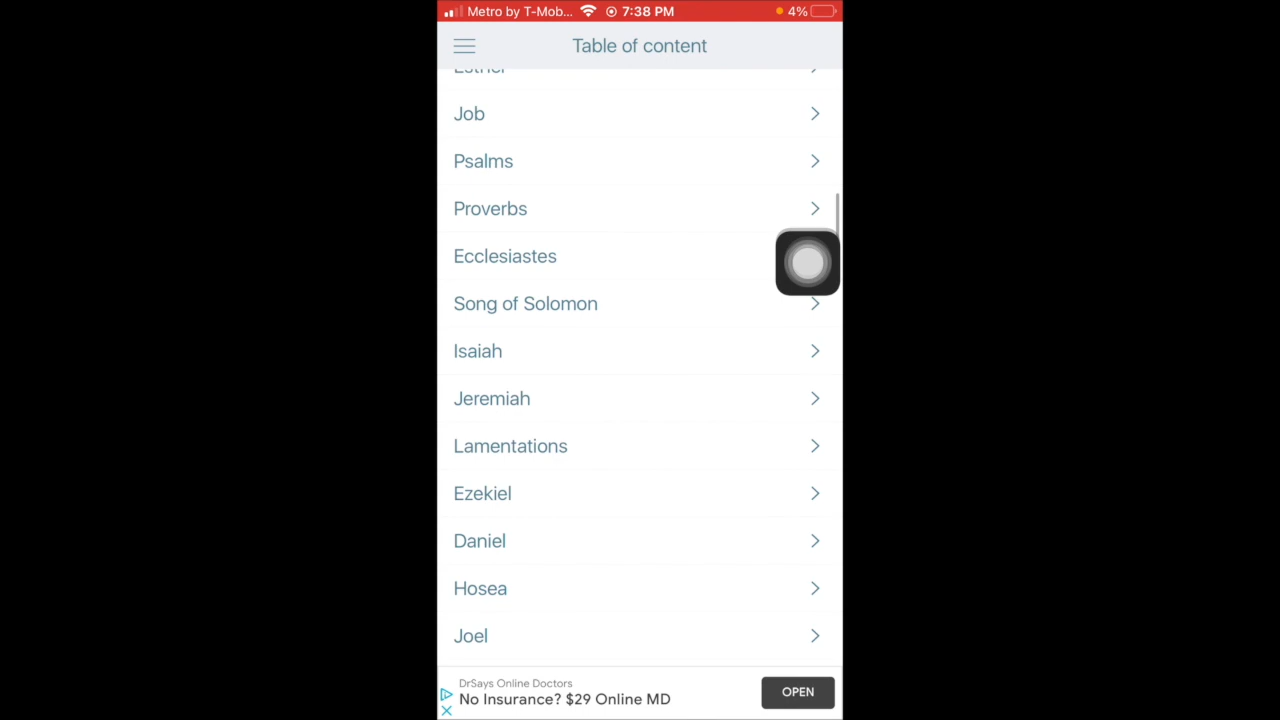 Metro by T-Mob... 7:38 PM 4%
Table of content
Esther
Job
Psalms
Proverbs
Ecclesiastes
Song of Solomon
Isaiah
Jeremiah
Lamentations
Ezekiel
Daniel
Hosea
Joel
DrSays Online Doctors
No Insurance? $29 Online MD
OPEN